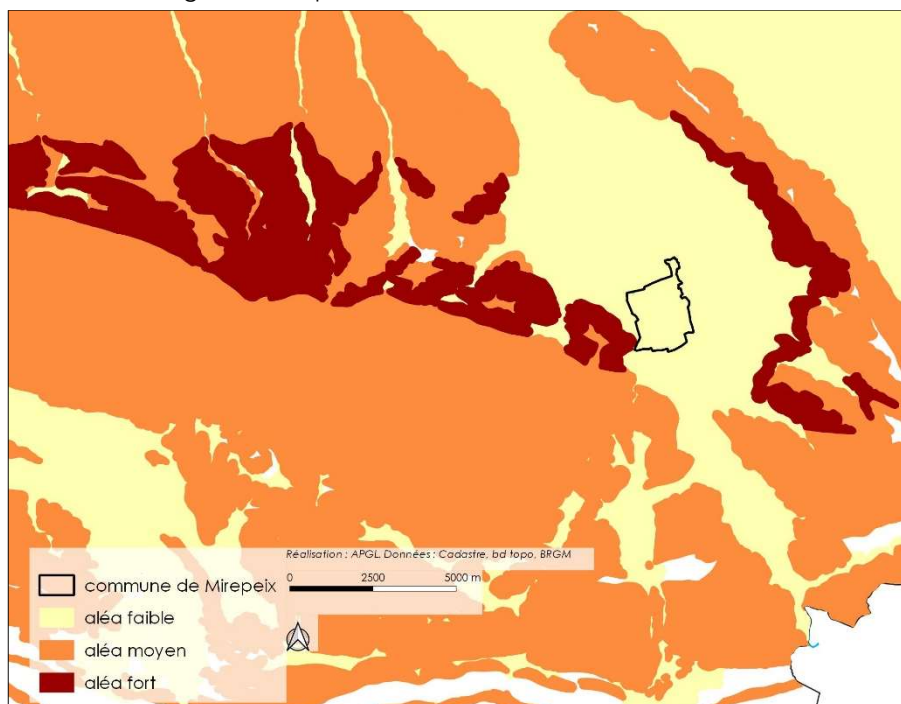 Réalisation : APGL. Données : Cadastre, bd topo, BRGM
commune de Mirepeix
0 2500 5000 m
aléa faible
aléa moyen
aléa fort